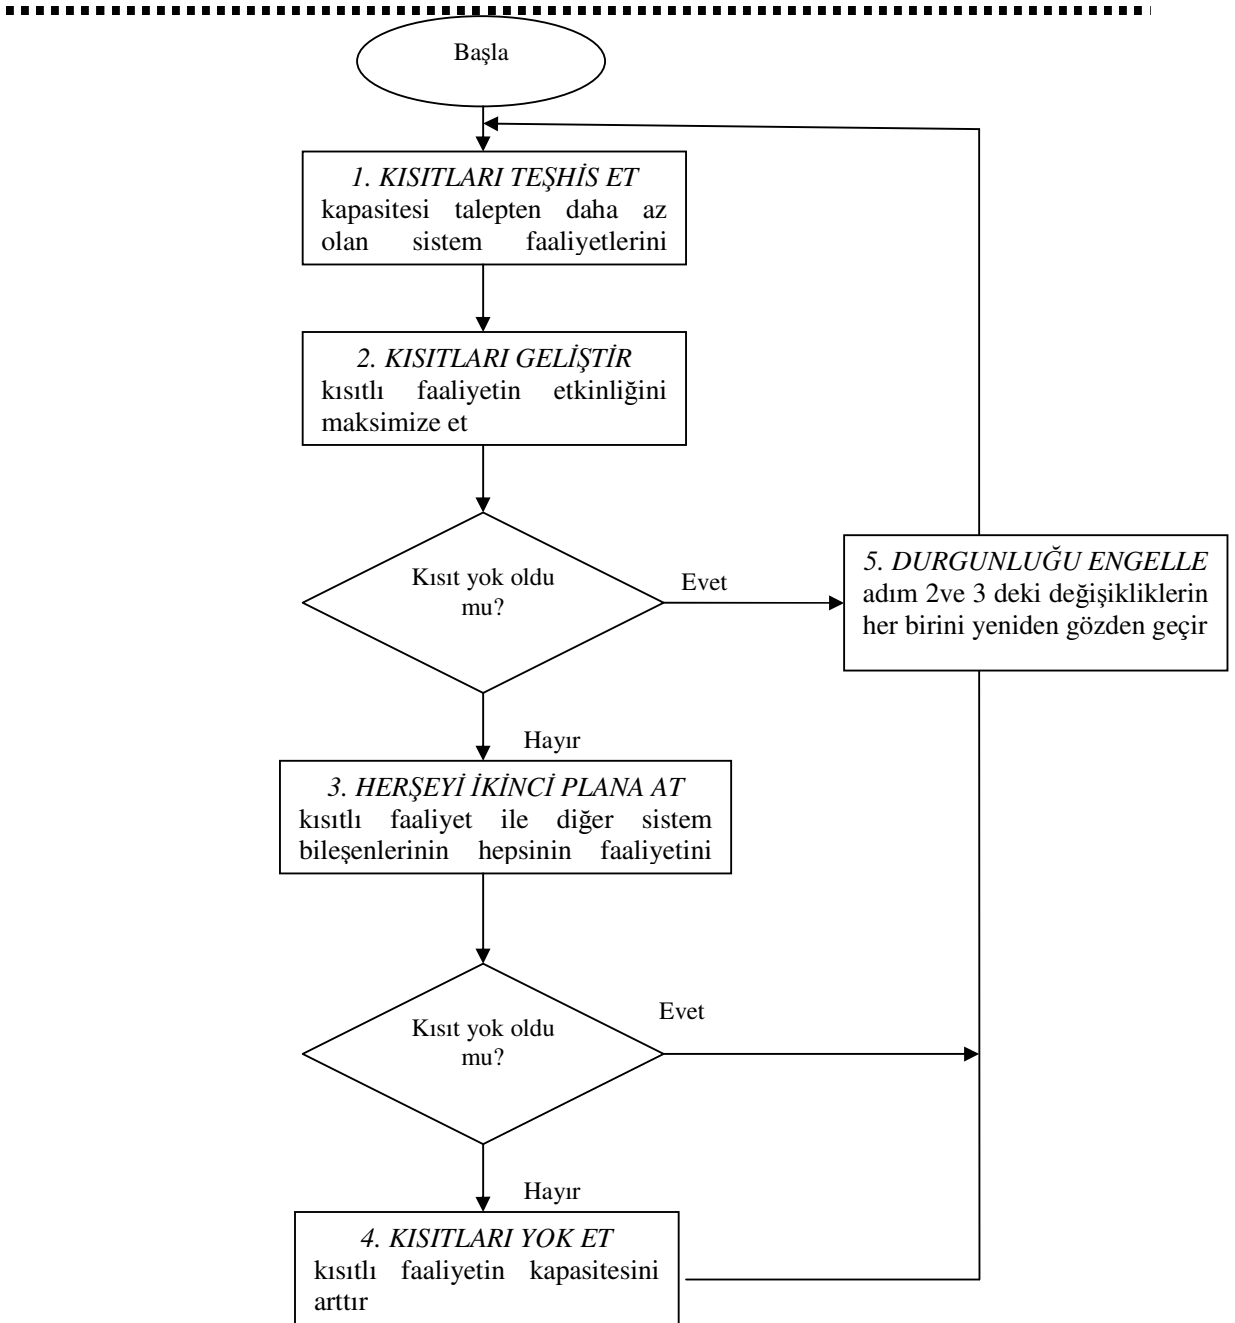 Başla
1. KISITLARI TEŞHİS ET
kapasitesi talepten daha az
olan sistem faaliyetlerini
2. KISITLARI GELİŞTİR
kısıtlı faaliyetin etkinliğini
maksimize et
Kısıt yok oldu
mu?
Evet
5. DURGUNLUĞU ENGELLE
adım 2ve 3 deki değişikliklerin
her birini yeniden gözden geçir
Hayır
3. HERŞEYİ İKİNCİ PLANA AT
kısıtlı faaliyet ile diğer sistem
bileşenlerinin hepsinin faaliyetini
Kısıt yok oldu
mu?
Evet
Hayır
4. KISITLARI YOK ET
kısıtlı faaliyetin kapasitesini
arttır